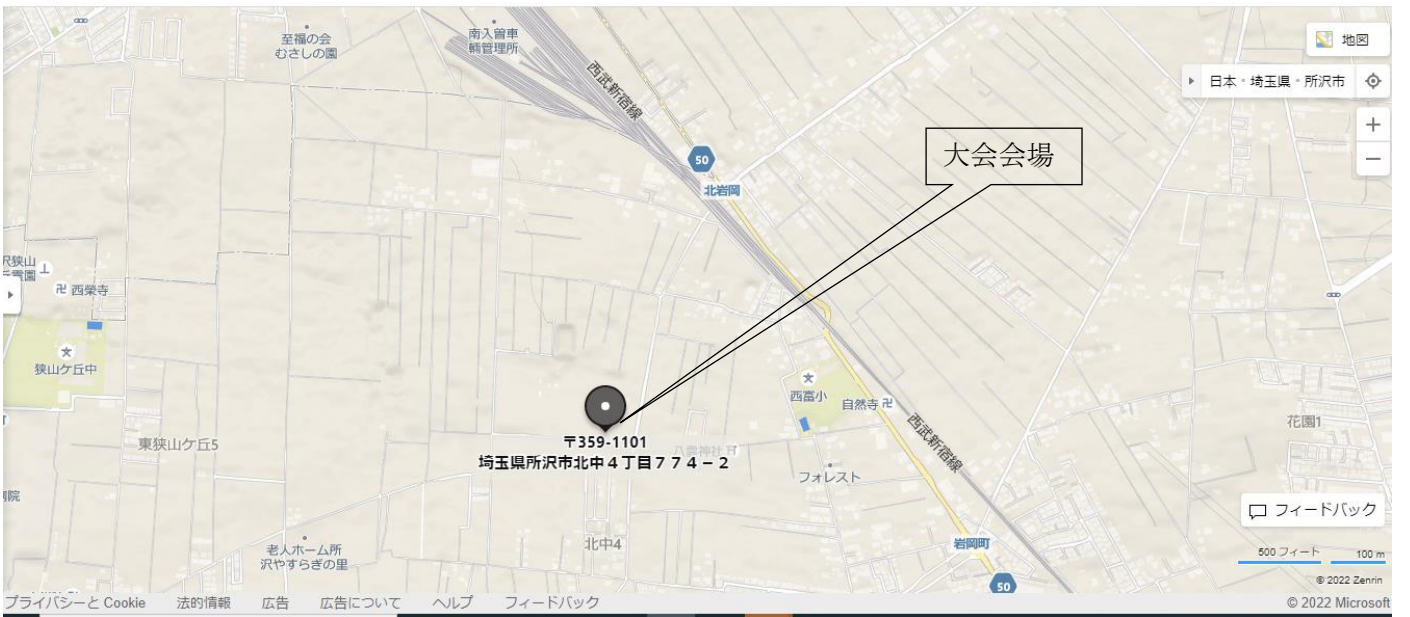 至福の会
むさしの園
南入曽車
輌管理所
地図
西武新宿線
日本・埼玉県・所沢市
50
大会会場
北岩岡
沢狭山
西榮寺
狭山ケ丘中
西富小
自然寺
花園1
〒359-1101
埼玉県所沢市北中4丁目774-2
八雲神社
東狭山ケ丘5
西武新宿線
フォレスト
フィードバック
北中4
岩岡町
老人ホーム所
沢やすらぎの里
500 フィート 100 m
50
© 2022 Zenrin
プライバシーと Cookie 法的情報 広告 広告について ヘルプ フィードバック © 2022 Microsoft